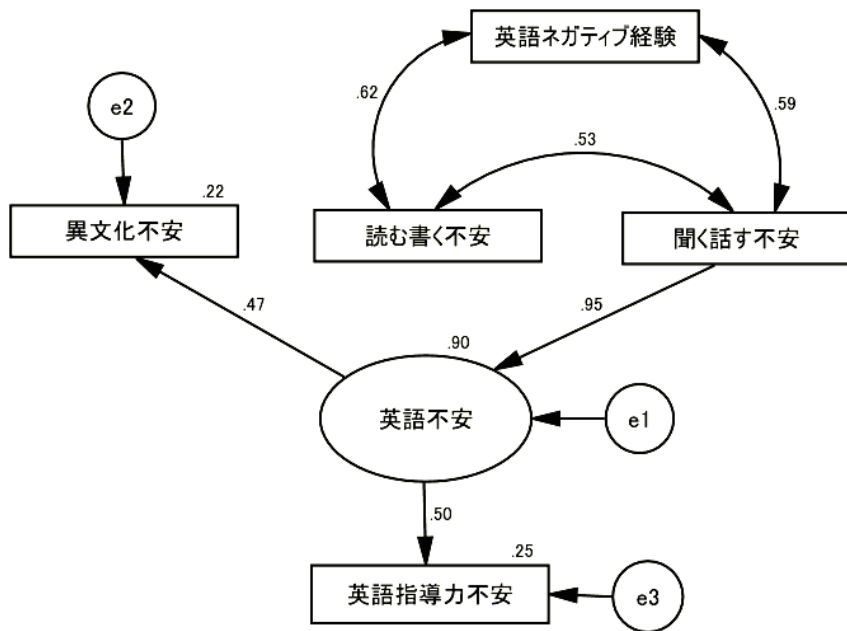 英語ネガティブ経験
e2
.62
.59
.53
.22
異文化不安
読む書く不安
聞く話す不安
.47
.95
.90
英語不安
e1
.50
.25
英語指導力不安
e3